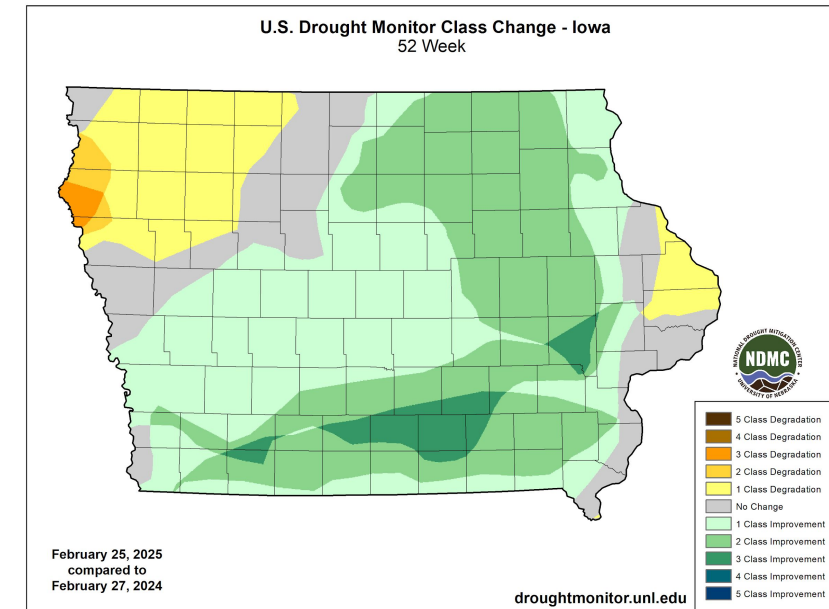 U.S. Drought Monitor Class Change - Iowa
52 Week
NATIONAL DROUGHT MITIGATION CENTER
NDMC
UNIVERSITY OF NEBRASKA
5 Class Degradation
4 Class Degradation
3 Class Degradation
2 Class Degradation
1 Class Degradation
No Change
1 Class Improvement
2 Class Improvement
3 Class Improvement
4 Class Improvement
5 Class Improvement
February 25, 2025
compared to
February 27, 2024
droughtmonitor.unl.edu